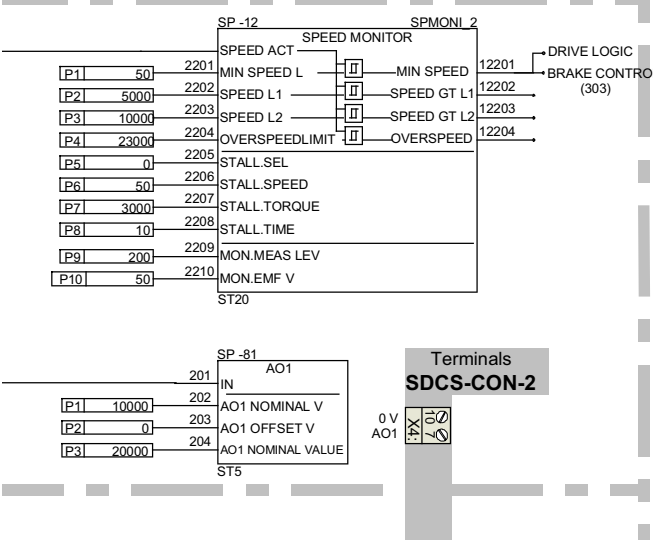 SP -12 SPMONI_2
SPEED MONITOR
SPEED ACT
DRIVE LOGIC
P1 50 2201 MIN SPEED L MIN SPEED 12201 BRAKE CONTRO
(303)
P2 5000 2202 SPEED L1 SPEED GT L1 12202
P3 10000 2203 SPEED L2 SPEED GT L2 12203
P4 23000 2204 OVERSPEEDLIMIT OVERSPEED 12204
P5 0 2205 STALL.SEL
P6 50 2206 STALL.SPEED
P7 3000 2207 STALL.TORQUE
P8 10 2208 STALL.TIME
P9 200 2209 MON.MEAS LEV
P10 50 2210 MON.EMF V
ST20
SP -81
AO1
201 IN
P1 10000 202 AO1 NOMINAL V
P2 0 203 AO1 OFFSET V
P3 20000 204 AO1 NOMINAL VALUE
ST5
Terminals
SDCS-CON-2
0 V 10
AO1 7
X4: